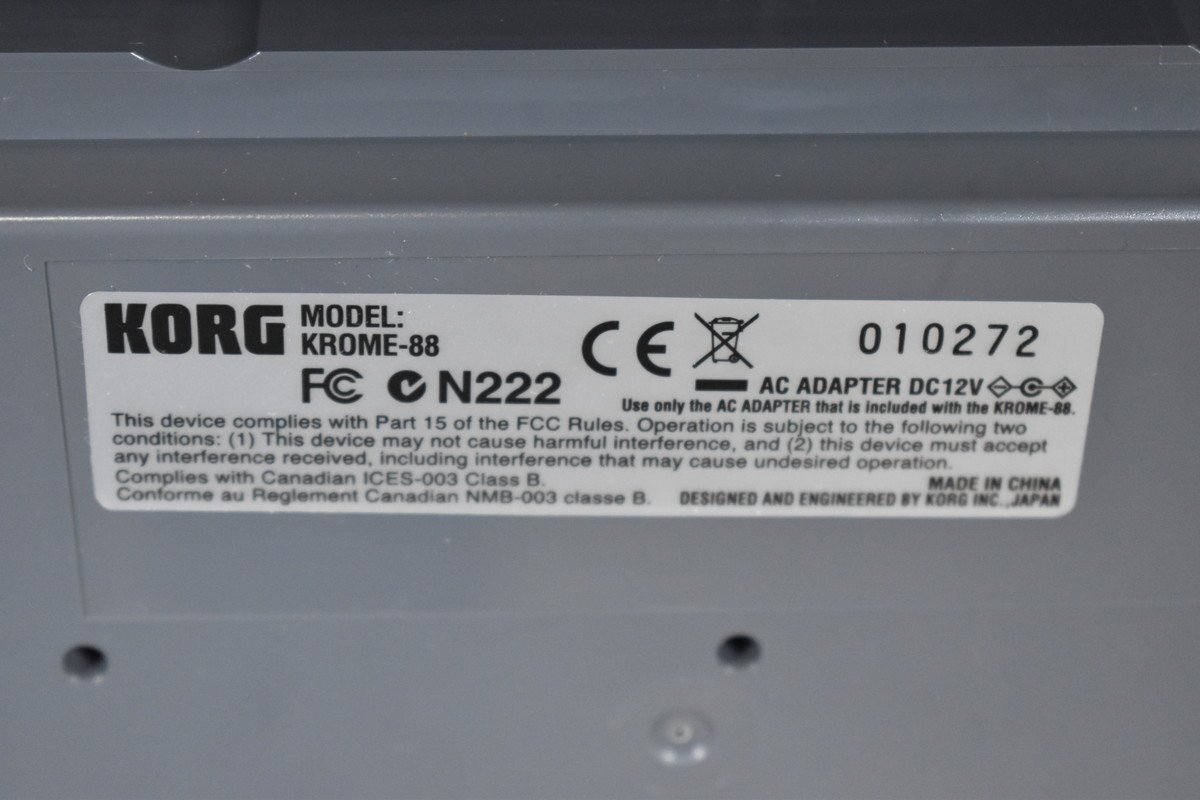 KORG MODEL:
KROME-88
010272
FC CE N222
AC ADAPTER DC12V
Use only the AC ADAPTER that is included with the KROME-88.
This device complies with Part 15 of the FCC Rules. Operation is subject to the following two
conditions: (1) This device may not cause harmful interference, and (2) this device must accept
any interference received, including interference that may cause undesired operation.
Complies with Canadian ICES-003 Class B.
Conforme au Reglement Canadian NMB-003 classe B.
MADE IN CHINA
DESIGNED AND ENGINEERED BY KORG INC.,JAPAN